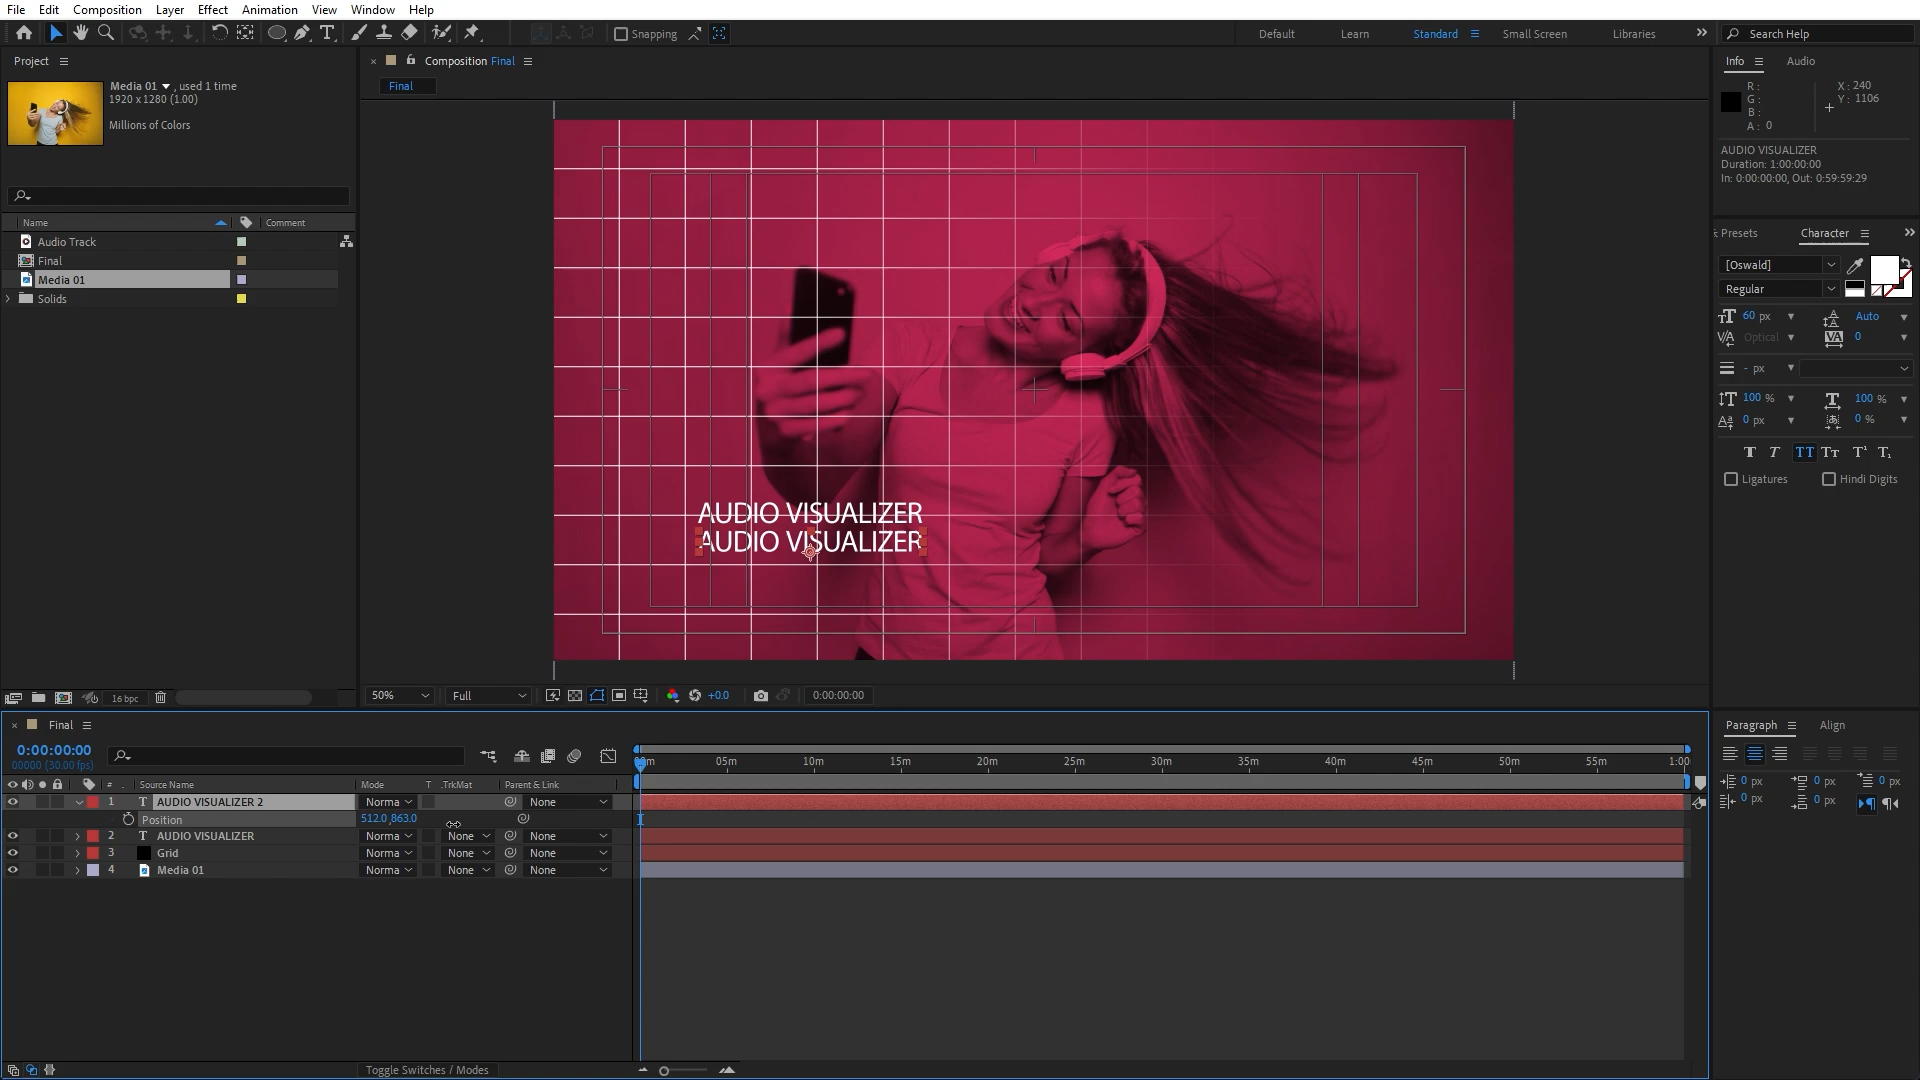 File Edit Composition Layer Effect Animation View Window Help
Snapping Default Learn Standard Small Screen Libraries Search Help
Project
Media 01 , used 1 time
1920 x 1280 (1.00)
Millions of Colors
Name Comment
Audio Track
Final
Media 01
Solids
16 bpc
Composition Final
Final
AUDIO VISUALIZER
AUDIO VISUALIZER
50% Full +0.0 0:00:00:00
Info Audio
R :
G :
B :
A : 0
X : 240
Y : 1106
AUDIO VISUALIZER
Duration: 1:00:00:00
In: 0:00:00:00, Out: 0:59:59:29
Presets Character
[Oswald]
Regular
60 px Auto
Optical 0
- px
100 % 100 %
0 px 0 %
Ligatures Hindi Digits
Final
0:00:00:00
00000 (30.00 fps)
05m 10m 15m 20m 25m 30m 35m 40m 45m 50m 55m 1:00
# Source Name Mode T .TrkMat Parent & Link
1 T AUDIO VISUALIZER 2 Norma None
Position 512.0,863.0
2 T AUDIO VISUALIZER Norma None None
3 Grid Norma None None
4 Media 01 Norma None None
Toggle Switches / Modes
Paragraph Align
0 px 0 px 0 px
0 px 0 px